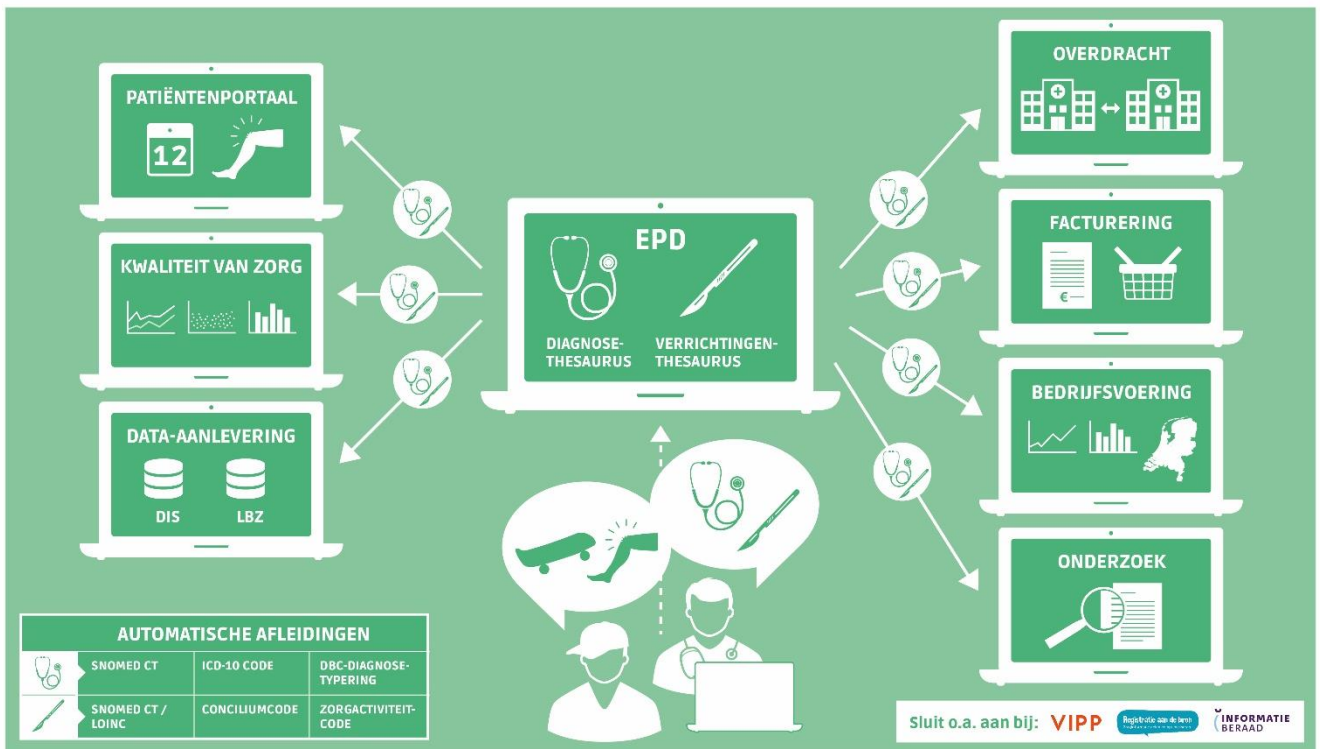 PATIËNTENPORTAAL
12
KWALITEIT VAN ZORG
DATA-AANLEVERING
DIS
LBZ
EPD
DIAGNOSE-
THESAURUS
VERRICHTINGEN-
THESAURUS
OVERDRACHT
FACTURERING
€
BEDRIJFSVOERING
ONDERZOEK
AUTOMATISCHE AFLEIDINGEN
SNOMED CT
ICD-10 CODE
DBC-DIAGNOSE-
TYPERING
SNOMED CT /
LOINC
CONCILIUMCODE
ZORGACTIVITEIT-
CODE
Sluit o.a. aan bij:
VIPP
Registratie aan de bron
INFORMATIE
BERAAD